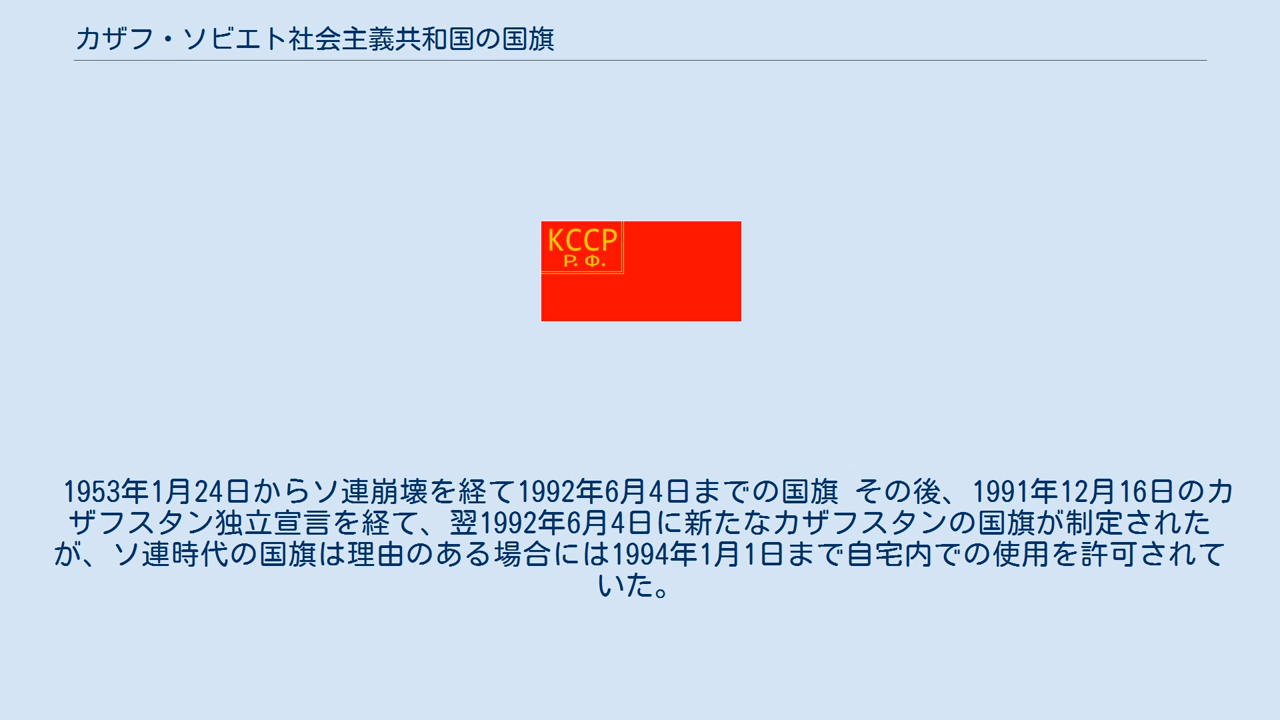 カザフ・ソビエト社会主義共和国の国旗
КССР
Р. Ф.
1953年1月24日からソ連崩壊を経て1992年6月4日までの国旗 その後、1991年12月16日のカ
ザフスタン独立宣言を経て、翌1992年6月4日に新たなカザフスタンの国旗が制定された
が、ソ連時代の国旗は理由のある場合には1994年1月1日まで自宅内での使用を許可されて
いた。